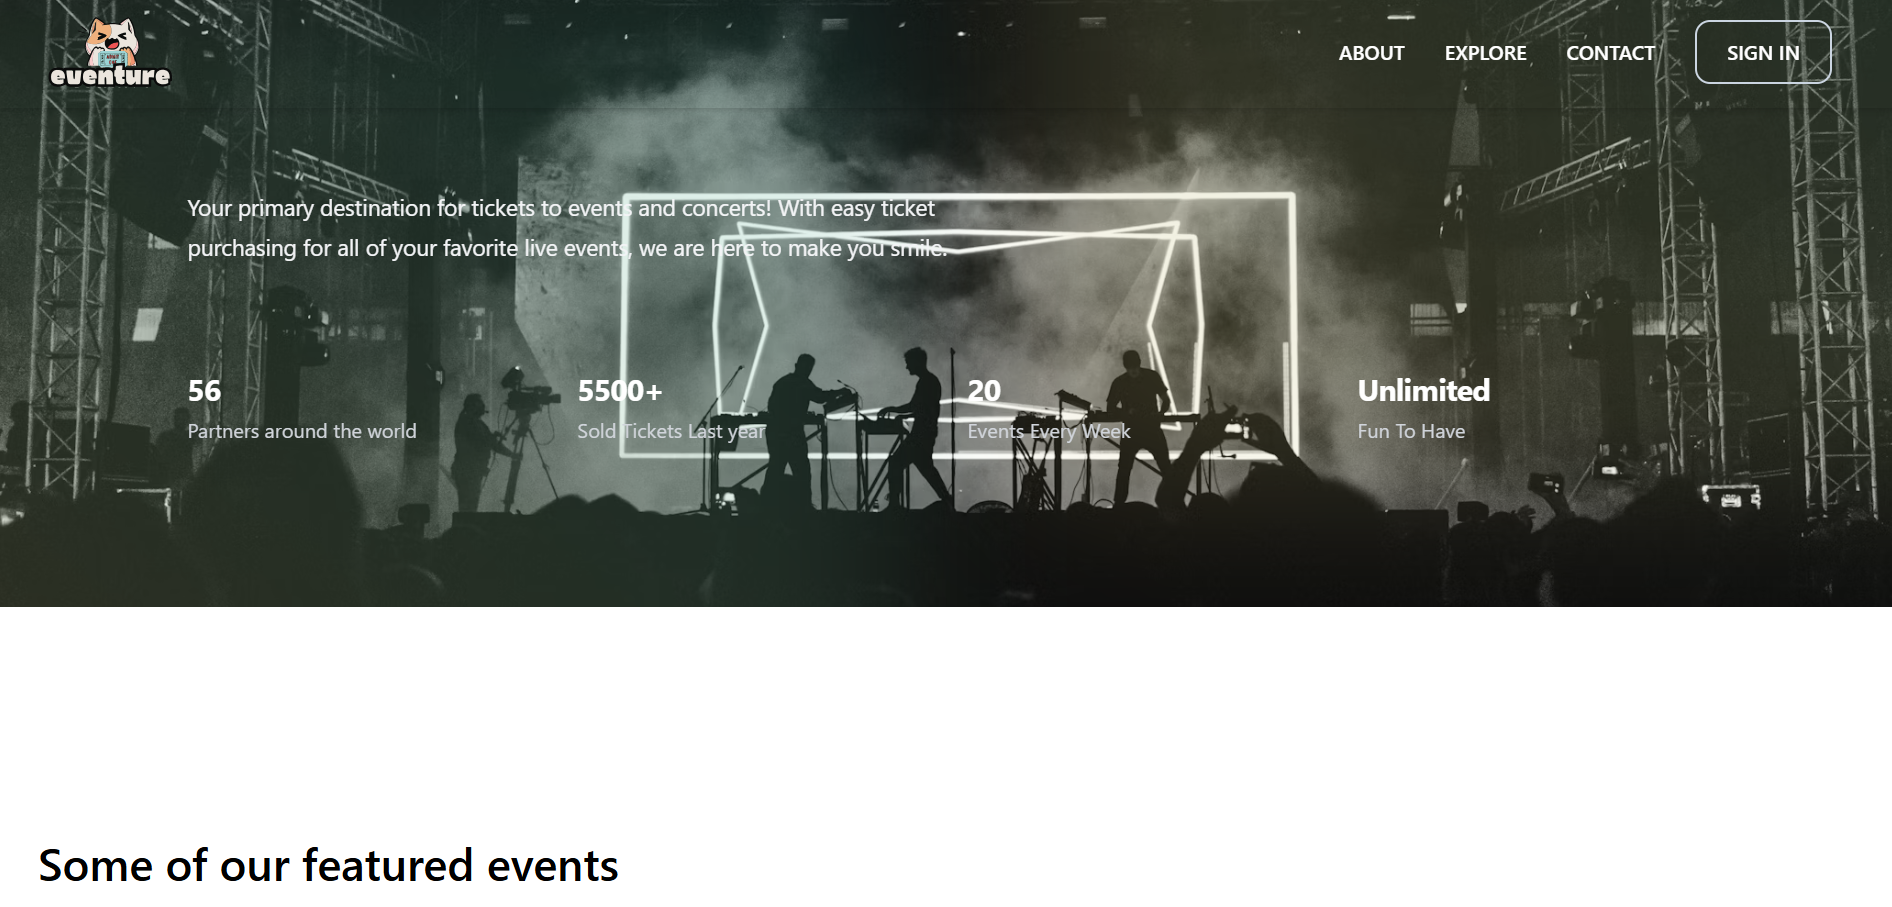 eventure
ABOUT EXPLORE CONTACT SIGN IN
Your primary destination for tickets to events and concerts! With easy ticket
purchasing for all of your favorite live events, we are here to make you smile.
56 5500+ 20 Unlimited
Partners around the world Sold Tickets Last year Events Every Week Fun To Have
Some of our featured events